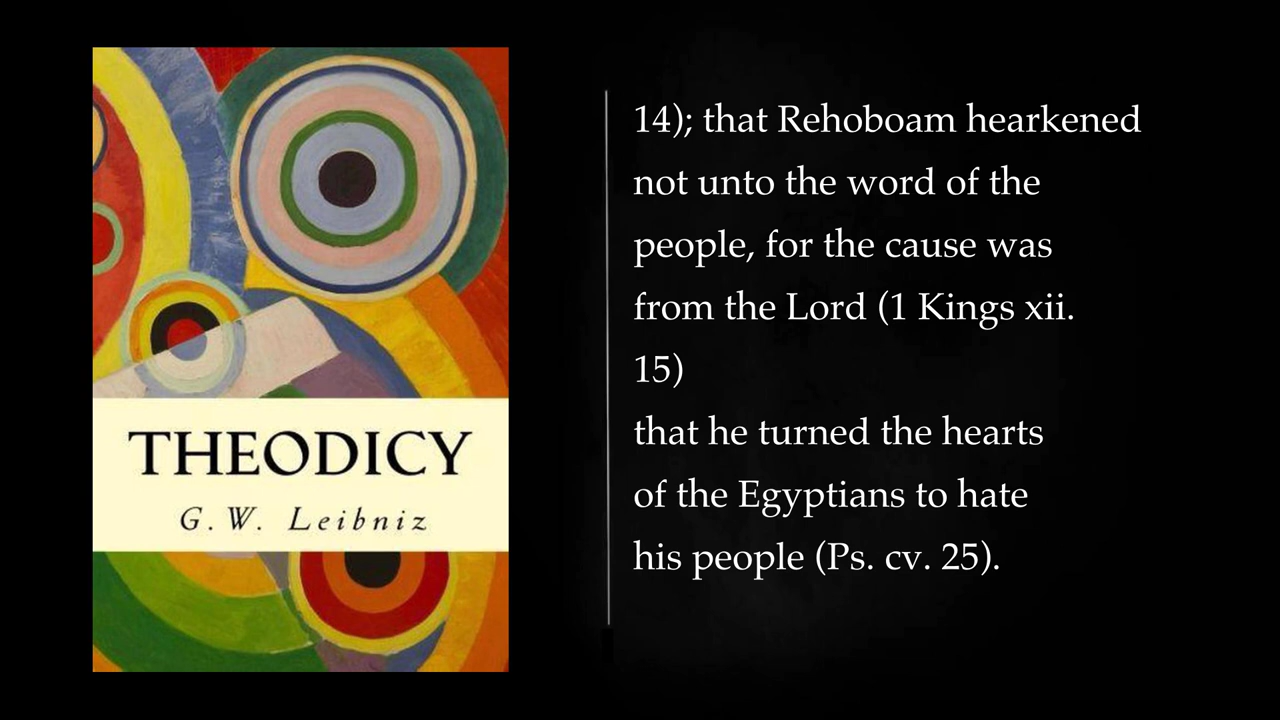 THEODICY
G. W. Leibniz
14); that Rehoboam hearkened
not unto the word of the
people, for the cause was
from the Lord (1 Kings xii.
15)
that he turned the hearts
of the Egyptians to hate
his people (Ps. cv. 25).